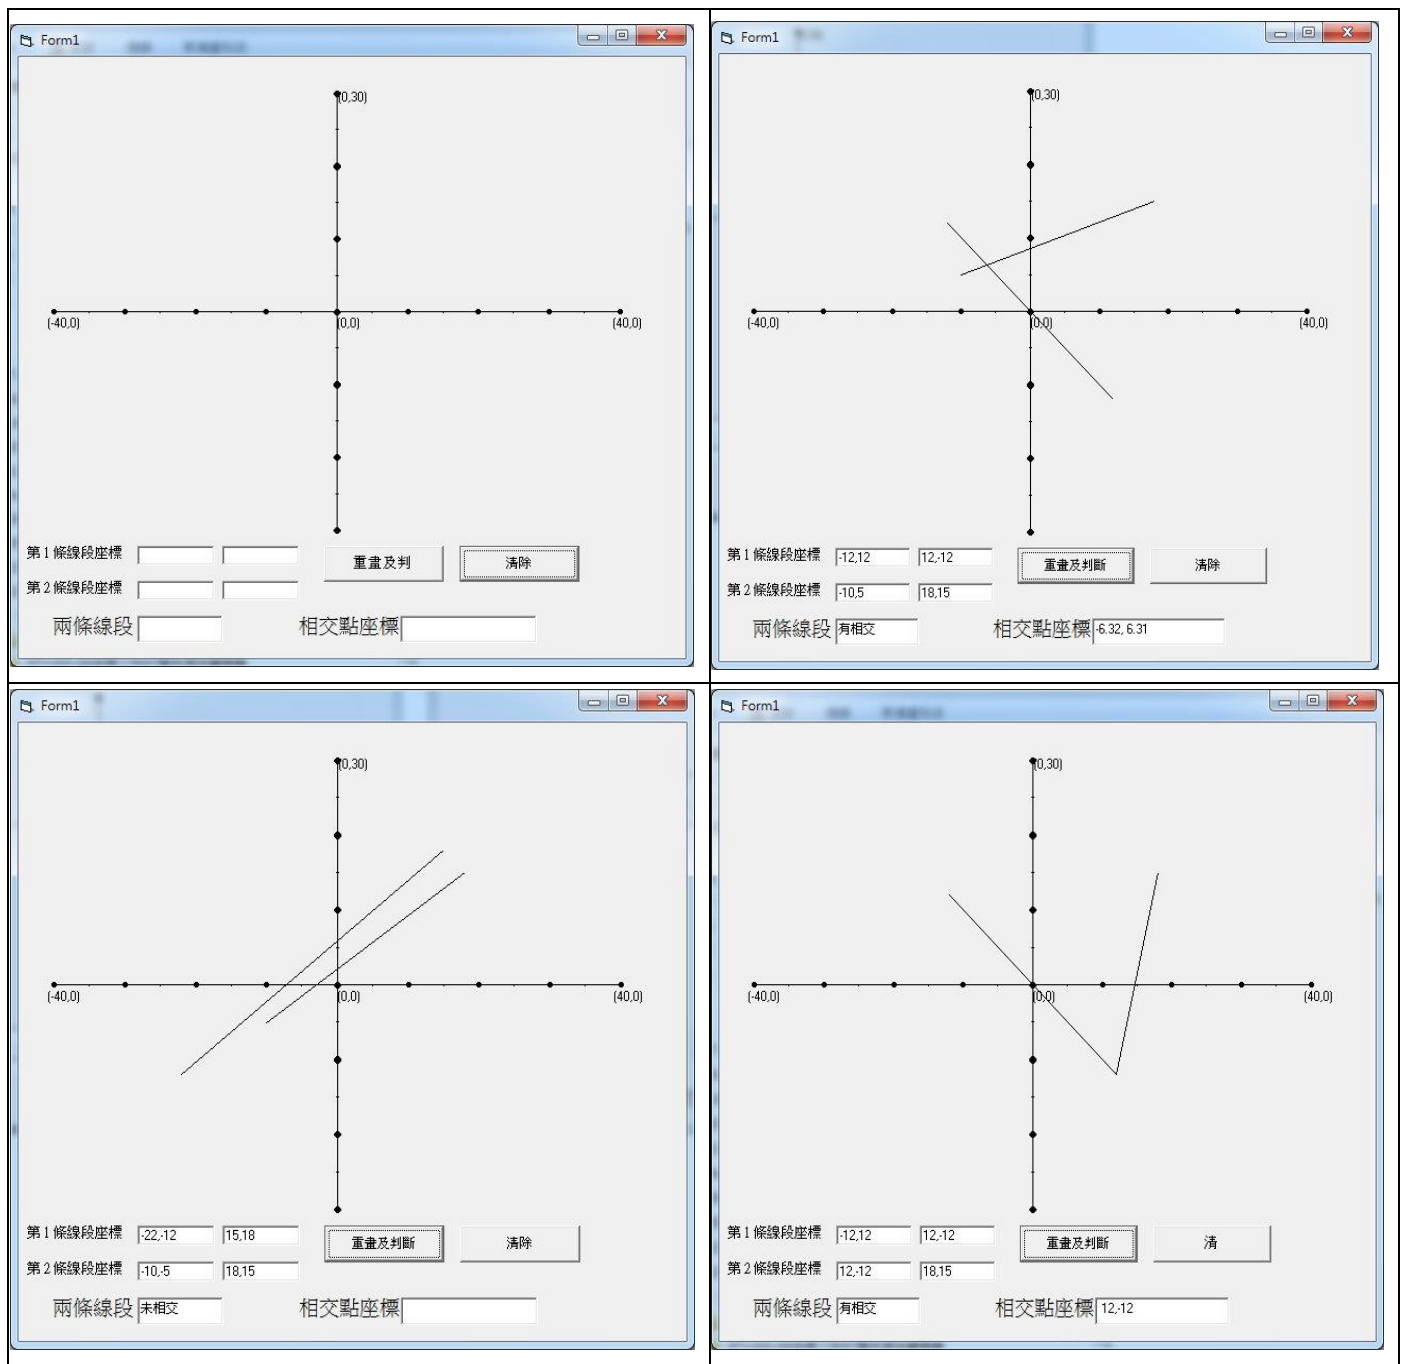 Form1
(0,30)
(-40,0)
(0,0)
(40,0)
第1條線段座標
重畫及判
清除
第2條線段座標
兩條線段
相交點座標
Form1
(0,30)
(-40,0)
(0,0)
(40,0)
第1條線段座標 -12,12 12,-12
重畫及判斷
清除
第2條線段座標 -10,5 18,15
兩條線段 有相交 相交點座標 -6.32, 6.31
Form1
(0,30)
(-40,0)
(0,0)
(40,0)
第1條線段座標 -22,-12 15,18
重畫及判斷
清除
第2條線段座標 -10,-5 18,15
兩條線段 未相交 相交點座標
Form1
(0,30)
(-40,0)
(0,0)
(40,0)
第1條線段座標 -12,12 12,-12
重畫及判斷
清
第2條線段座標 12,-12 18,15
兩條線段 有相交 相交點座標 12,-12